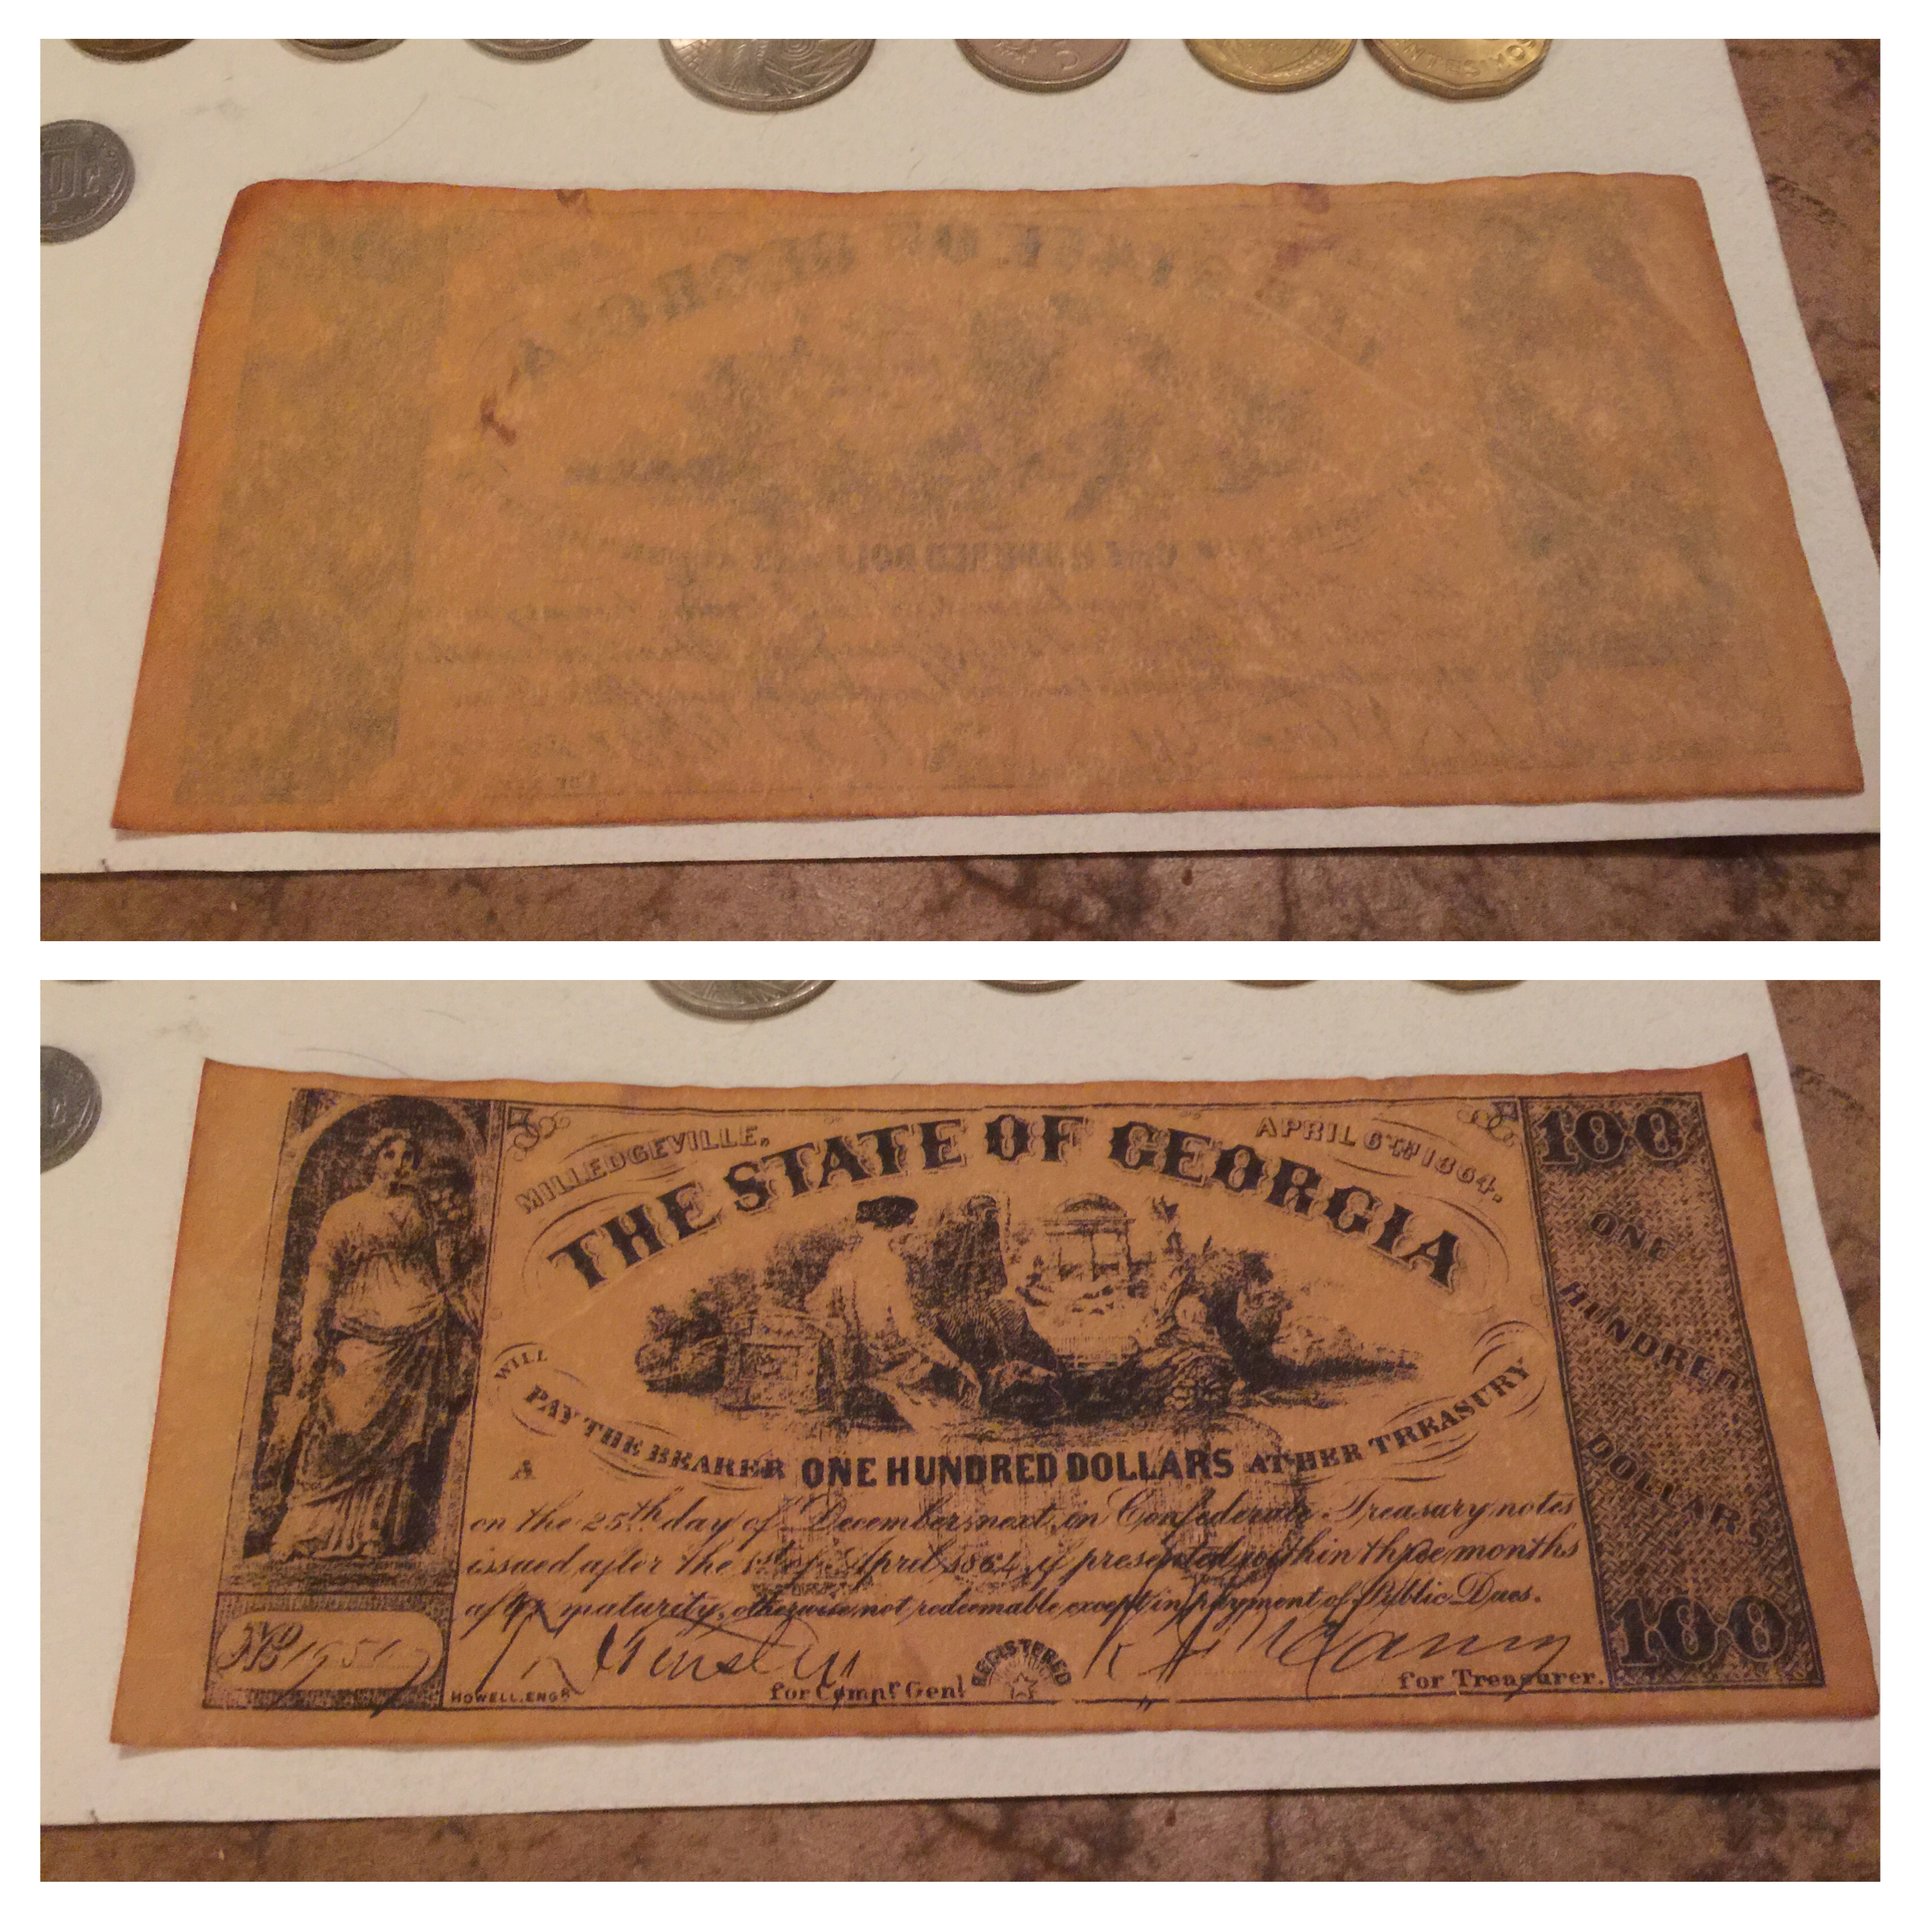 MILLEDGEVILLE, APRIL 6TH 1864.
THE STATE OF GEORGIA
100
ONE
HUNDRED
DOLLARS
100
WILL
PAY THE BEARER ONE HUNDRED DOLLARS AT HER TREASURY
A
on the 25th day of December next, in Confederate Treasury notes
issued after the 1st of April 1864, if presented within three months
after maturity, otherwise not redeemable except in payment of Public Dues.
HOWELL, ENGR
for Compr Genl
REGISTERED
for Treasurer.